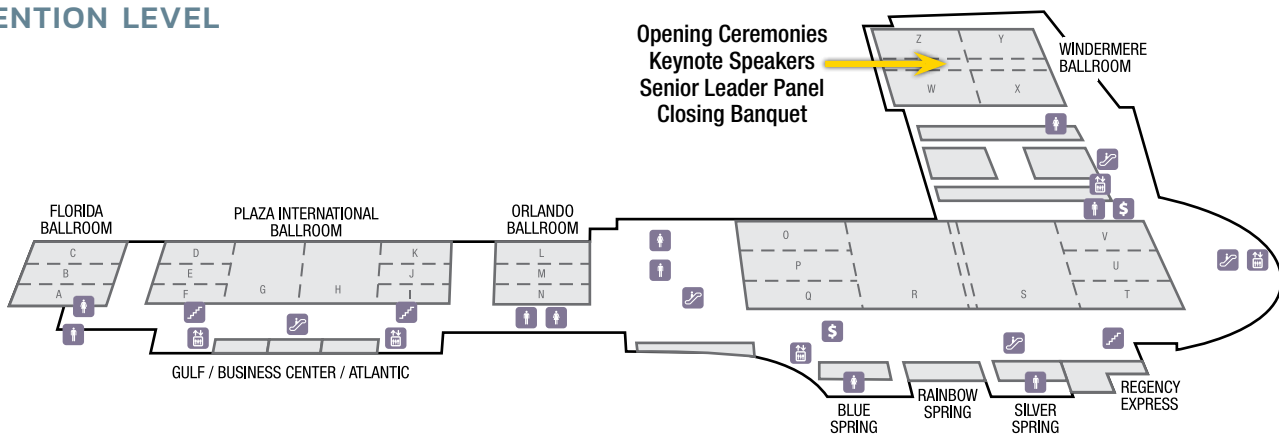 ENTION LEVEL
Opening Ceremonies
Keynote Speakers
Senior Leader Panel
Closing Banquet
Z
Y
W
X
WINDERMERE
BALLROOM
FLORIDA
BALLROOM
PLAZA INTERNATIONAL
BALLROOM
ORLANDO
BALLROOM
C
B
A
D
E
F
G
H
K
J
I
L
M
N
O
P
Q
R
S
V
U
T
$
$
GULF / BUSINESS CENTER / ATLANTIC
BLUE
SPRING
RAINBOW
SPRING
SILVER
SPRING
REGENCY
EXPRESS